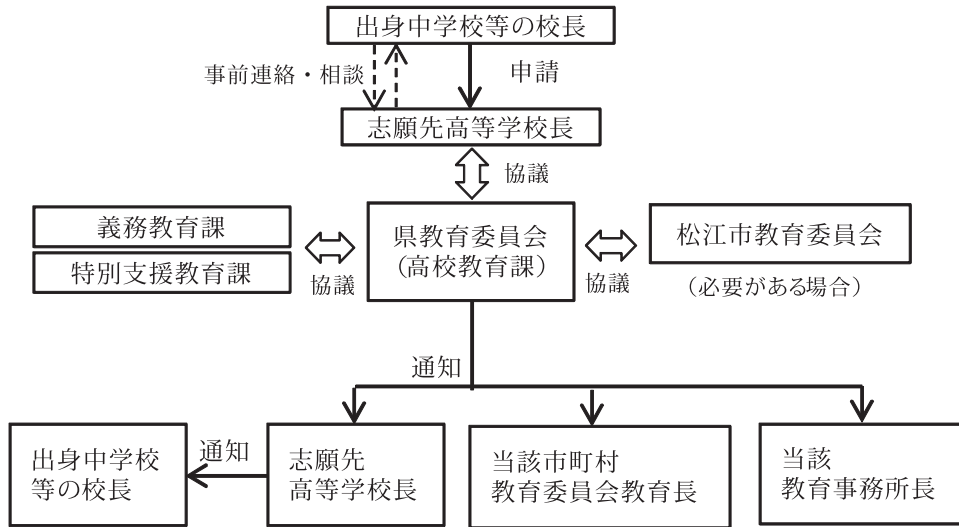 出身中学校等の校長
事前連絡・相談
申請
志願先高等学校長
協議
義務教育課
特別支援教育課
協議
県教育委員会
（高校教育課）
協議
松江市教育委員会
（必要がある場合）
通知
出身中学校
等の校長
通知
志願先
高等学校長
当該市町村
教育委員会教育長
当該
教育事務所長